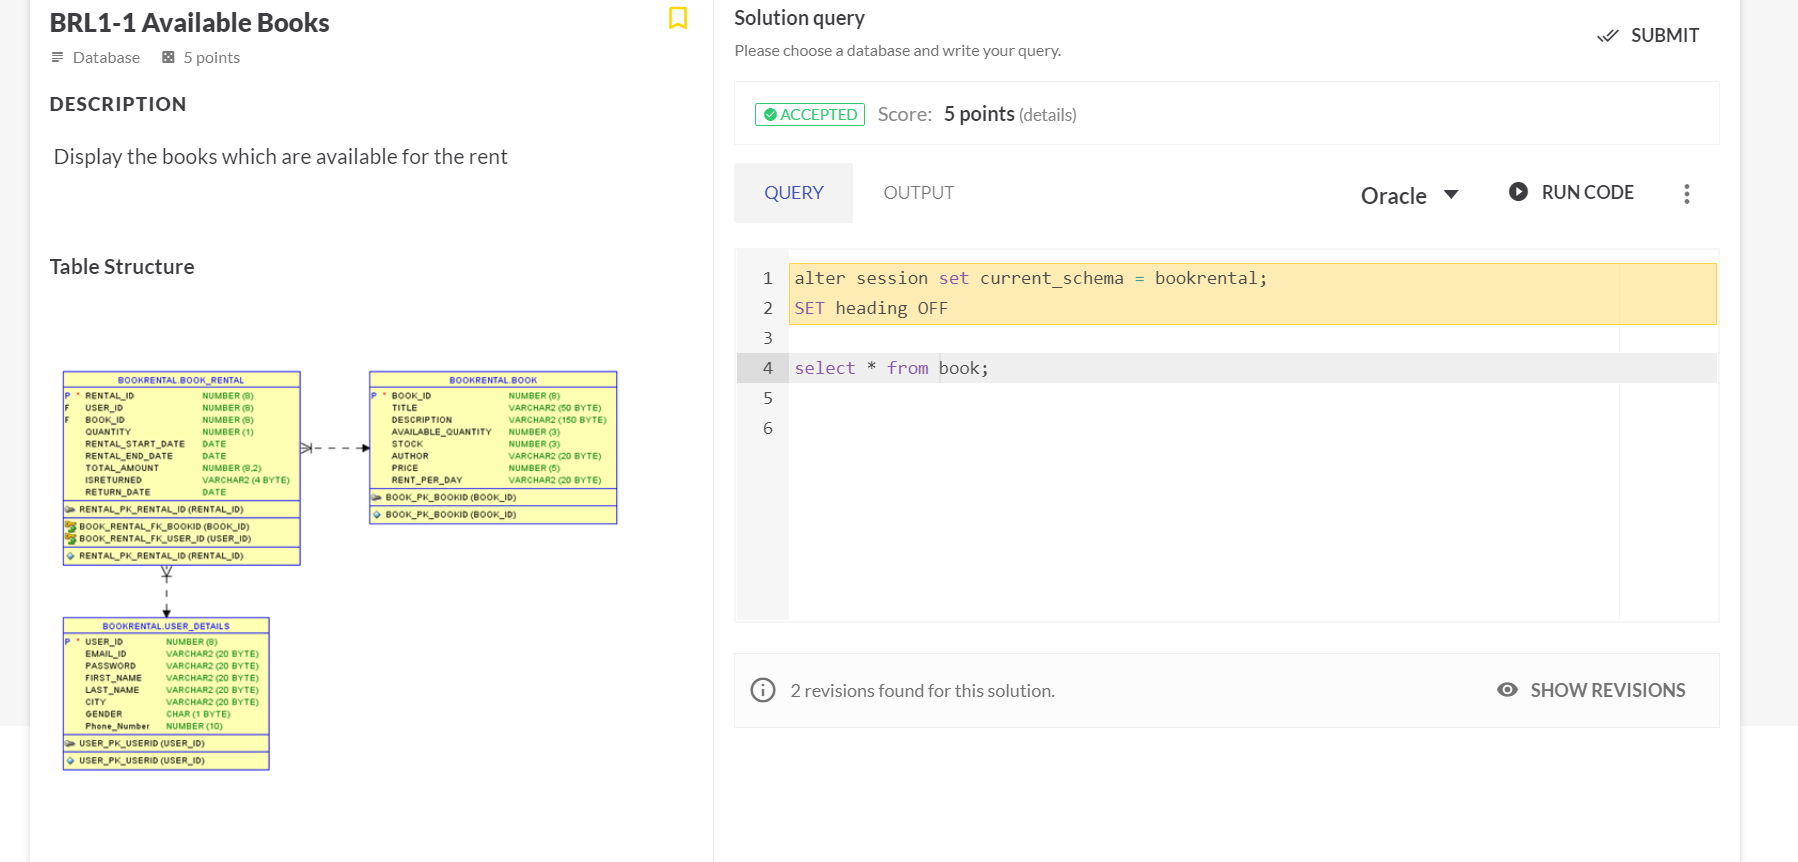 BRL1-1 Available Books
Database 5 points
DESCRIPTION
Display the books which are available for the rent
Table Structure
BOOKRENTAL.BOOK_RENTAL
P * RENTAL_ID NUMBER (8)
F USER_ID NUMBER (8)
F BOOK_ID NUMBER (8)
QUANTITY NUMBER (1)
RENTAL_START_DATE DATE
RENTAL_END_DATE DATE
TOTAL_AMOUNT NUMBER (8,2)
ISRETURNED VARCHAR2 (4 BYTE)
RETURN_DATE DATE
RENTAL_PK_RENTAL_ID (RENTAL_ID)
BOOK_RENTAL_FK_BOOKID (BOOK_ID)
BOOK_RENTAL_FK_USER_ID (USER_ID)
RENTAL_PK_RENTAL_ID (RENTAL_ID)
BOOKRENTAL.BOOK
P * BOOK_ID NUMBER (8)
TITLE VARCHAR2 (50 BYTE)
DESCRIPTION VARCHAR2 (150 BYTE)
AVAILABLE_QUANTITY NUMBER (3)
STOCK NUMBER (3)
AUTHOR VARCHAR2 (20 BYTE)
PRICE NUMBER (5)
RENT_PER_DAY VARCHAR2 (20 BYTE)
BOOK_PK_BOOKID (BOOK_ID)
BOOK_PK_BOOKID (BOOK_ID)
BOOKRENTAL.USER_DETAILS
P * USER_ID NUMBER (8)
EMAIL_ID VARCHAR2 (20 BYTE)
PASSWORD VARCHAR2 (20 BYTE)
FIRST_NAME VARCHAR2 (20 BYTE)
LAST_NAME VARCHAR2 (20 BYTE)
CITY VARCHAR2 (20 BYTE)
GENDER CHAR (1 BYTE)
Phone_Number NUMBER (10)
USER_PK_USERID (USER_ID)
USER_PK_USERID (USER_ID)
Solution query
Please choose a database and write your query.
SUBMIT
ACCEPTED Score: 5 points (details)
QUERY OUTPUT Oracle RUN CODE
1 alter session set current_schema = bookrental;
2 SET heading OFF
3
4 select * from book;
5
6
2 revisions found for this solution. SHOW REVISIONS